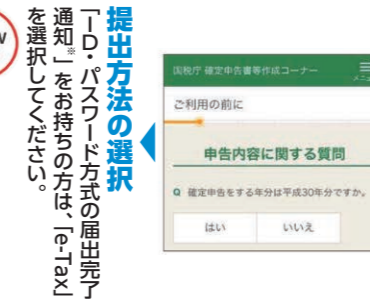 提出方法の選択
「ID・パスワード方式の届出完了
通知※」をお持ちの方は、「e-Tax」
を選択してください。
国税庁 確定申告書等作成コーナー
メニュー
ご利用の前に
申告内容に関する質問
Q 確定申告をする年分は平成30年分ですか。
はい
いいえ